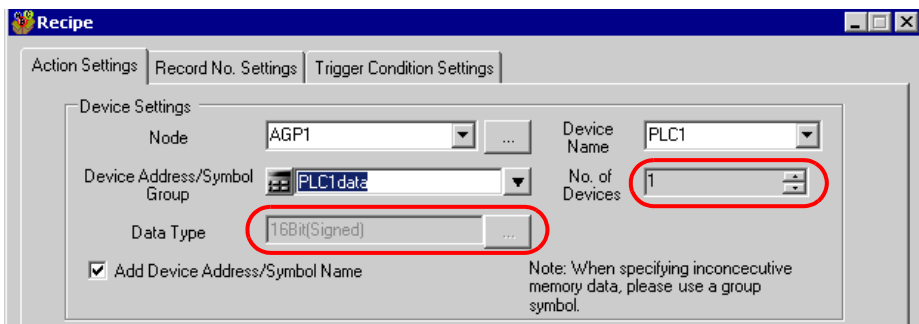 Recipe
Action Settings Record No. Settings Trigger Condition Settings
Device Settings
Node AGP1 ... Device Name PLC1
Device Address/Symbol Group PLC1data No. of Devices 1
Data Type 16Bit(Signed) ...
Add Device Address/Symbol Name
Note: When specifying inconcecutive
memory data, please use a group
symbol.